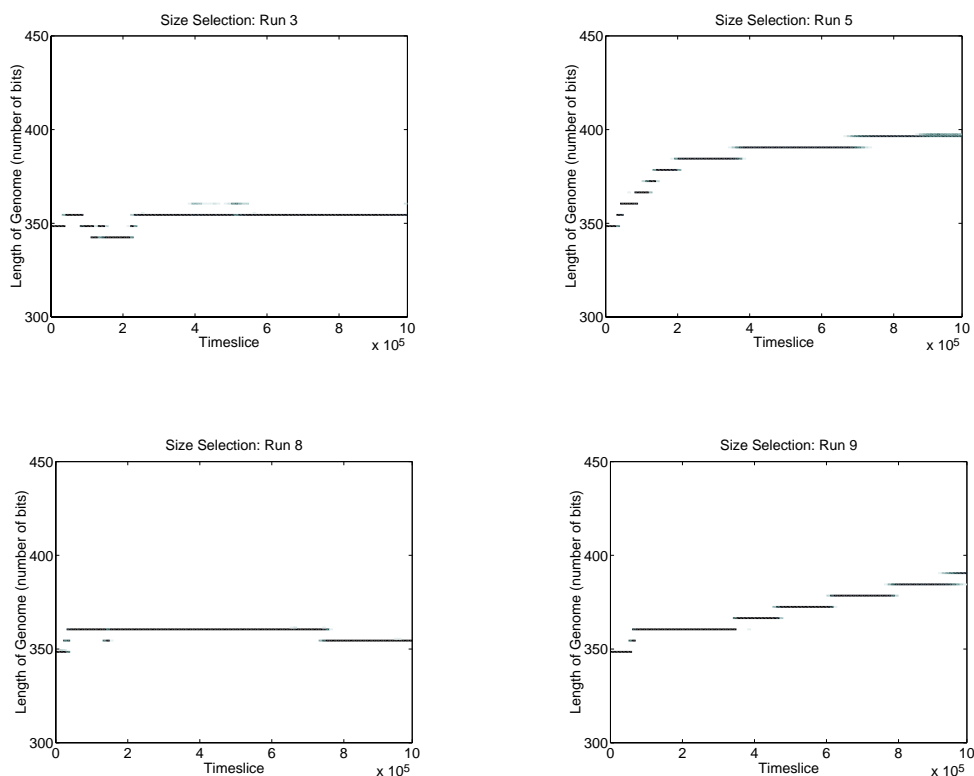 Size Selection: Run 3
450
400
350
300
Length of Genome (number of bits)
0 2 4 6 8 10
Timeslice
x 10^5
Size Selection: Run 5
450
400
350
300
Length of Genome (number of bits)
0 2 4 6 8 10
Timeslice
x 10^5
Size Selection: Run 8
450
400
350
300
Length of Genome (number of bits)
0 2 4 6 8 10
Timeslice
x 10^5
Size Selection: Run 9
450
400
350
300
Length of Genome (number of bits)
0 2 4 6 8 10
Timeslice
x 10^5